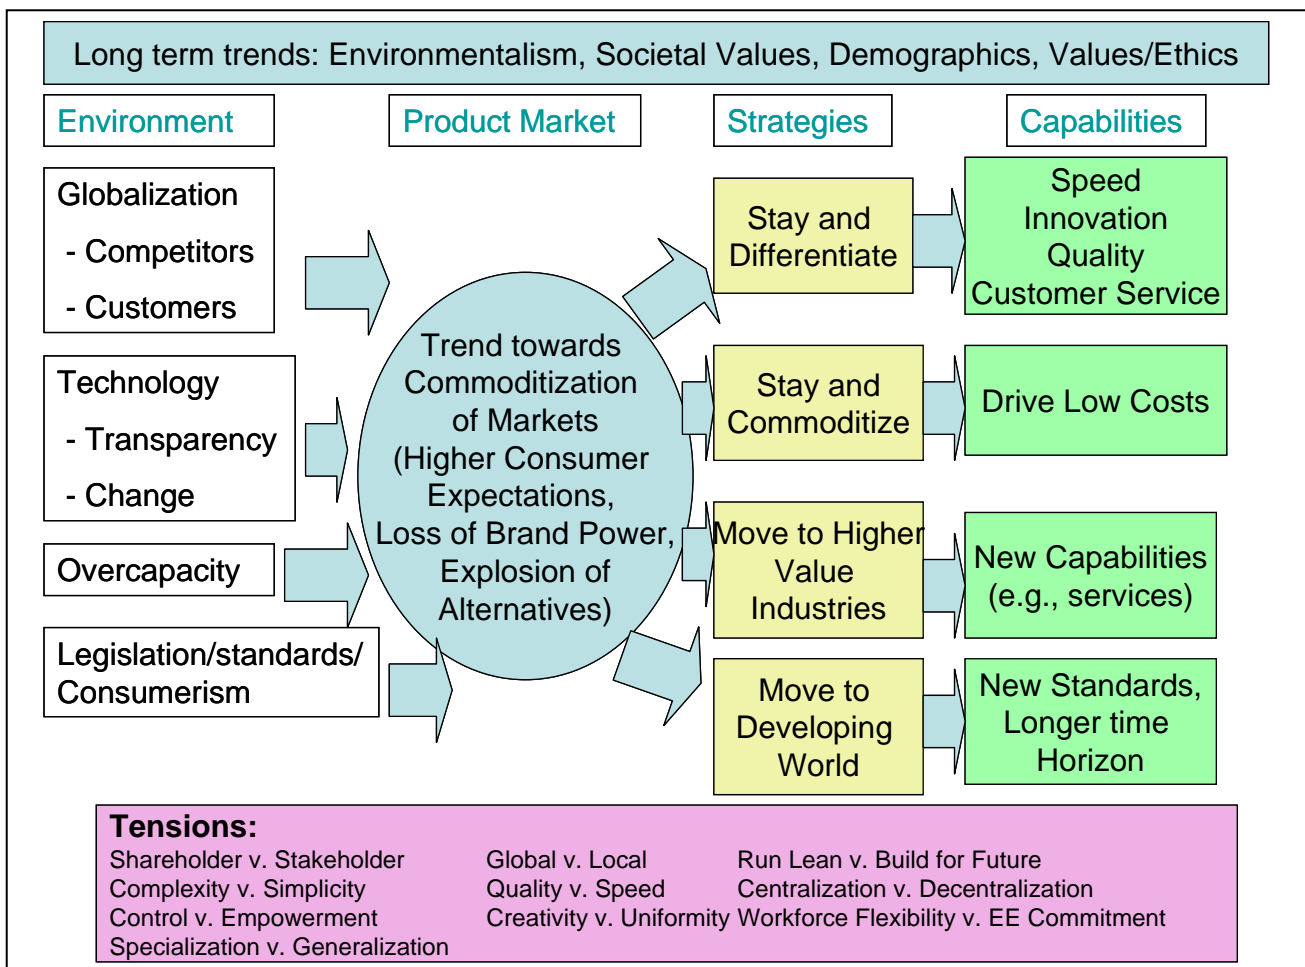 Long term trends: Environmentalism, Societal Values, Demographics, Values/Ethics
Environment
Product Market
Strategies
Capabilities
Globalization
- Competitors
- Customers
Technology
- Transparency
- Change
Overcapacity
Legislation/standards/
Consumerism
Trend towards
Commoditization
of Markets
(Higher Consumer
Expectations,
Loss of Brand Power,
Explosion of
Alternatives)
Stay and
Differentiate
Speed
Innovation
Quality
Customer Service
Stay and
Commoditize
Drive Low Costs
Move to Higher
Value
Industries
New Capabilities
(e.g., services)
Move to
Developing
World
New Standards,
Longer time
Horizon
Tensions:
Shareholder v. Stakeholder
Complexity v. Simplicity
Control v. Empowerment
Specialization v. Generalization
Global v. Local
Quality v. Speed
Creativity v. Uniformity
Run Lean v. Build for Future
Centralization v. Decentralization
Workforce Flexibility v. EE Commitment